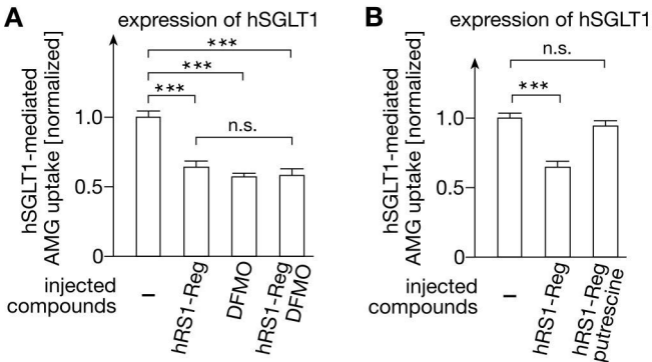 A
expression of hSGLT1
hSGLT1-mediated
AMG uptake [normalized]
***
***
***
n.s.
1.0
0.5
0
injected
compounds
–
hRS1-Reg
DFMO
hRS1-Reg
DFMO
B
expression of hSGLT1
hSGLT1-mediated
AMG uptake [normalized]
n.s.
***
1.0
0.5
0
injected
compounds
–
hRS1-Reg
hRS1-Reg
putrescine